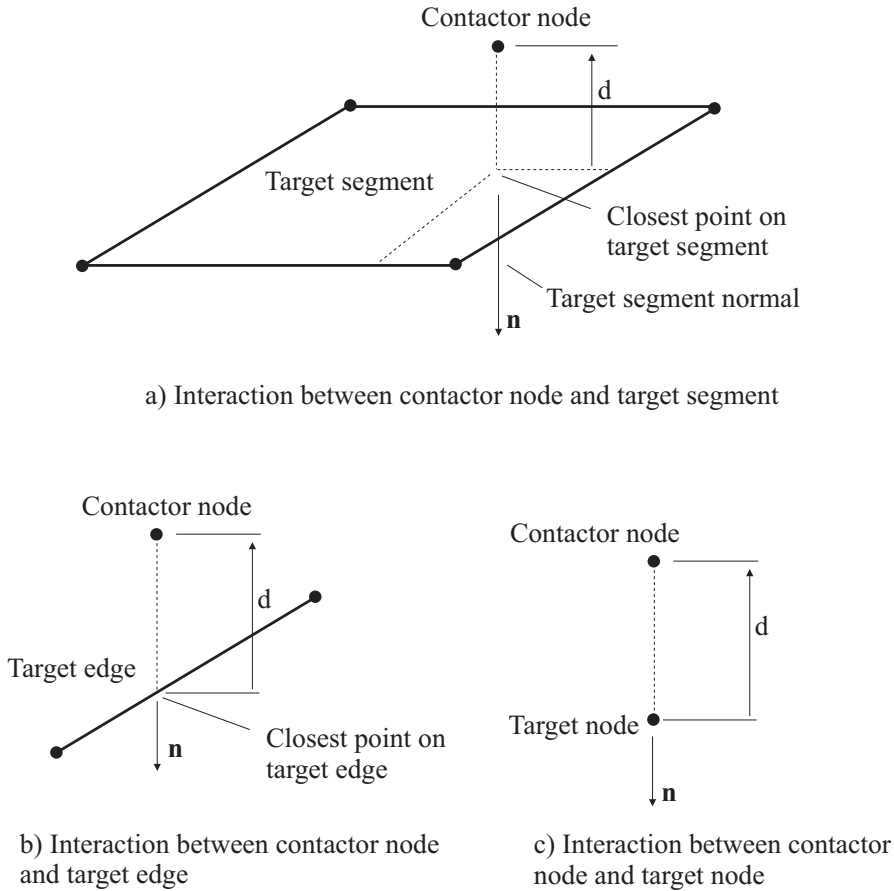 Contactor node
d
Target segment
Closest point on
target segment
Target segment normal
n
a) Interaction between contactor node and target segment
Contactor node
d
Target edge
n
Closest point on
target edge
b) Interaction between contactor node
and target edge
Contactor node
d
Target node
n
c) Interaction between contactor
node and target node